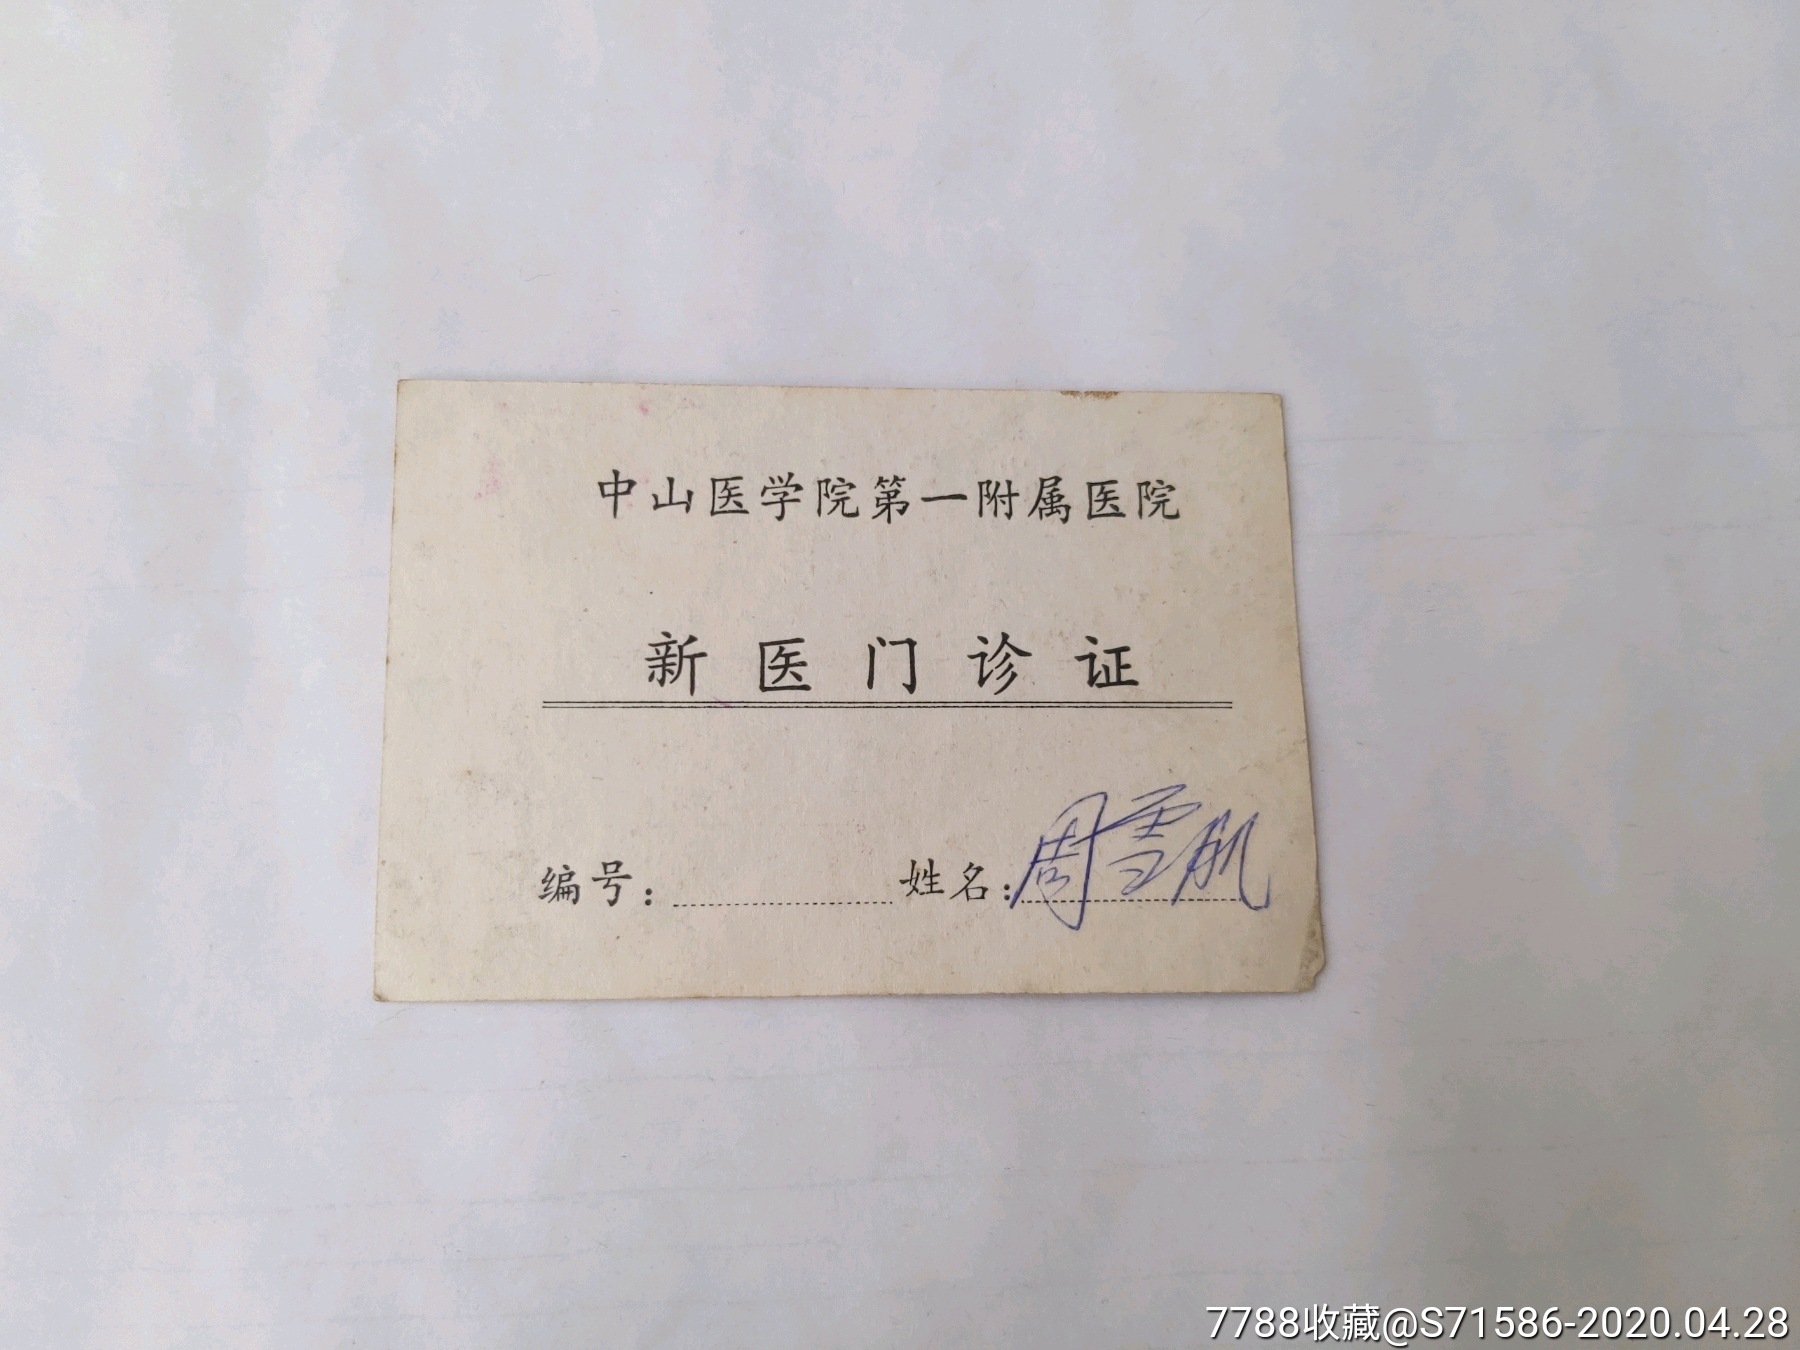 中山医学院第一附属医院
新医门诊证
编号： 姓名：周雪肌
7788收藏@S71586-2020.04.28